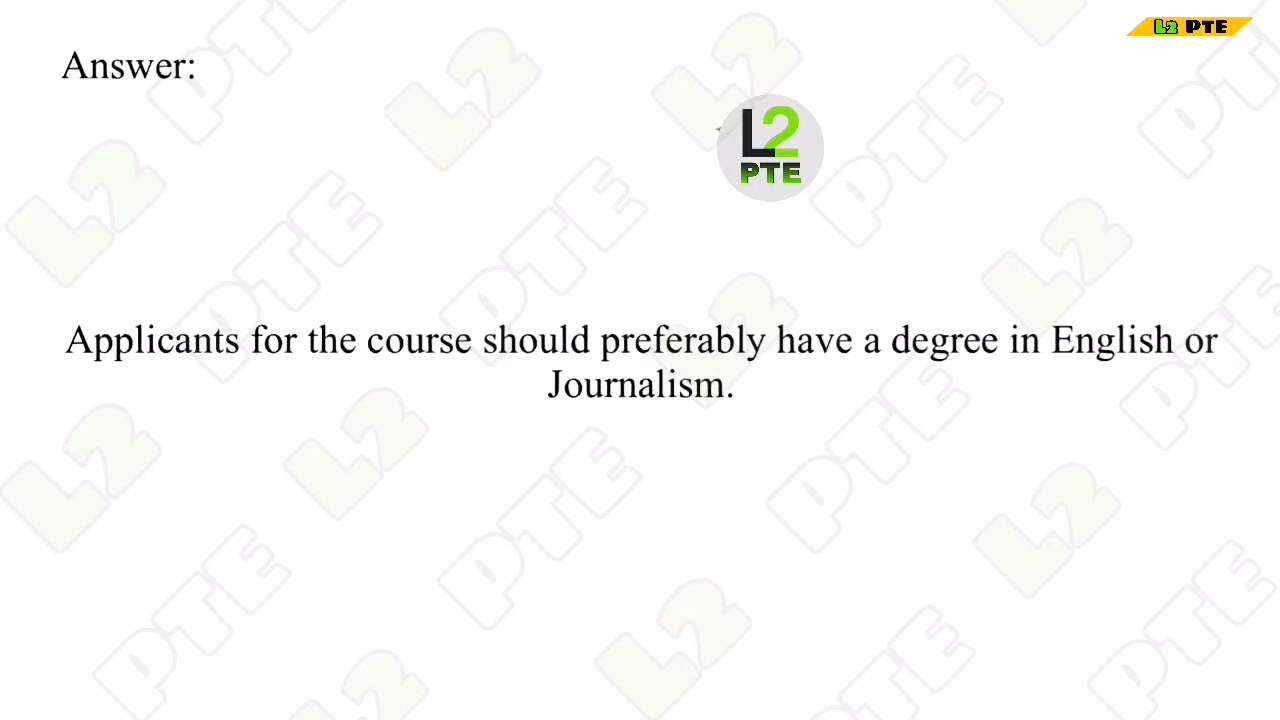 L2 PTE
Answer:
L2
PTE
Applicants for the course should preferably have a degree in English or
Journalism.